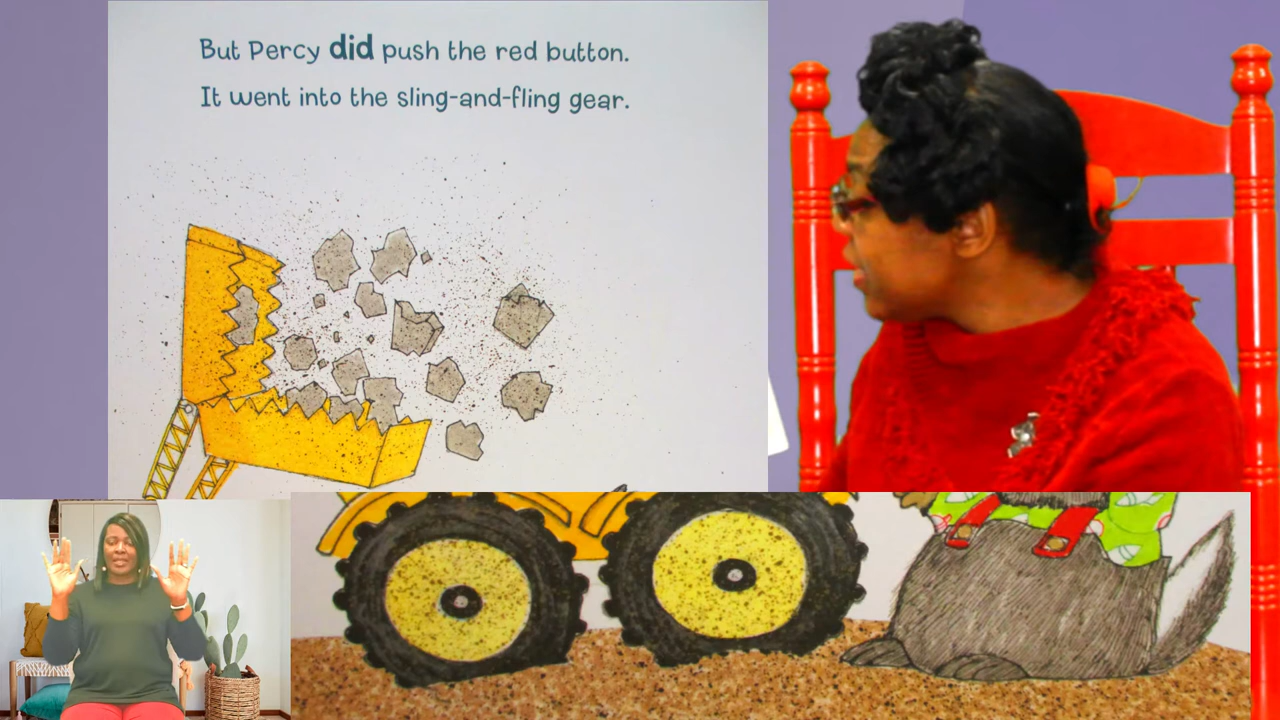 But Percy did push the red button.
It went into the sling-and-fling gear.